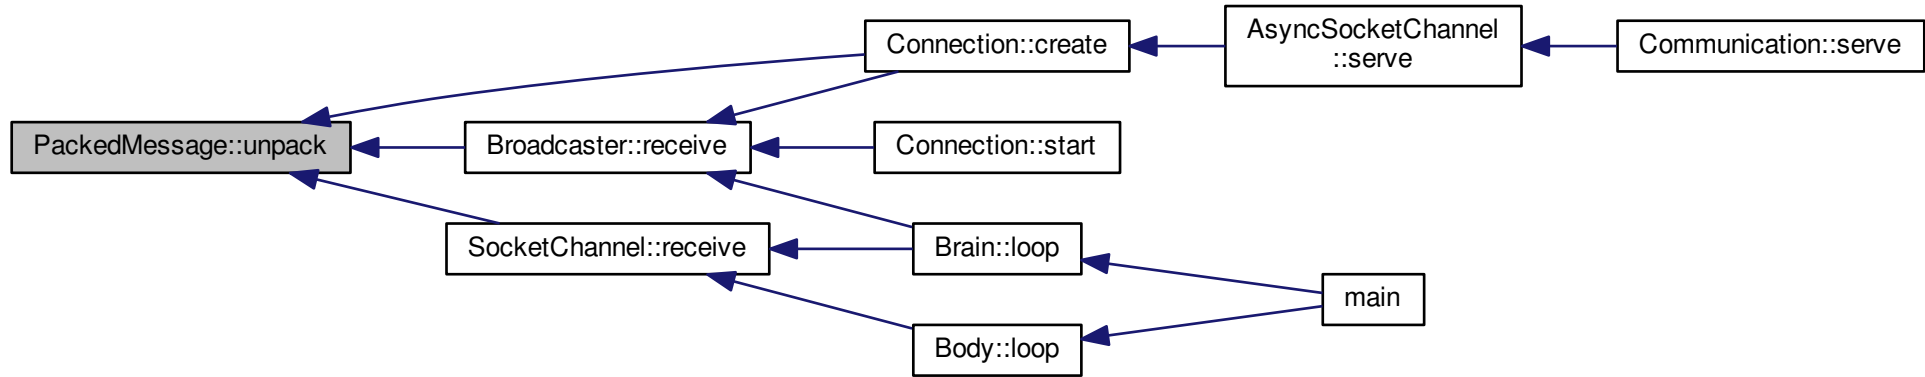 Connection::create
AsyncSocketChannel
::serve
Communication::serve
PackedMessage::unpack
Broadcaster::receive
Connection::start
SocketChannel::receive
Brain::loop
main
Body::loop